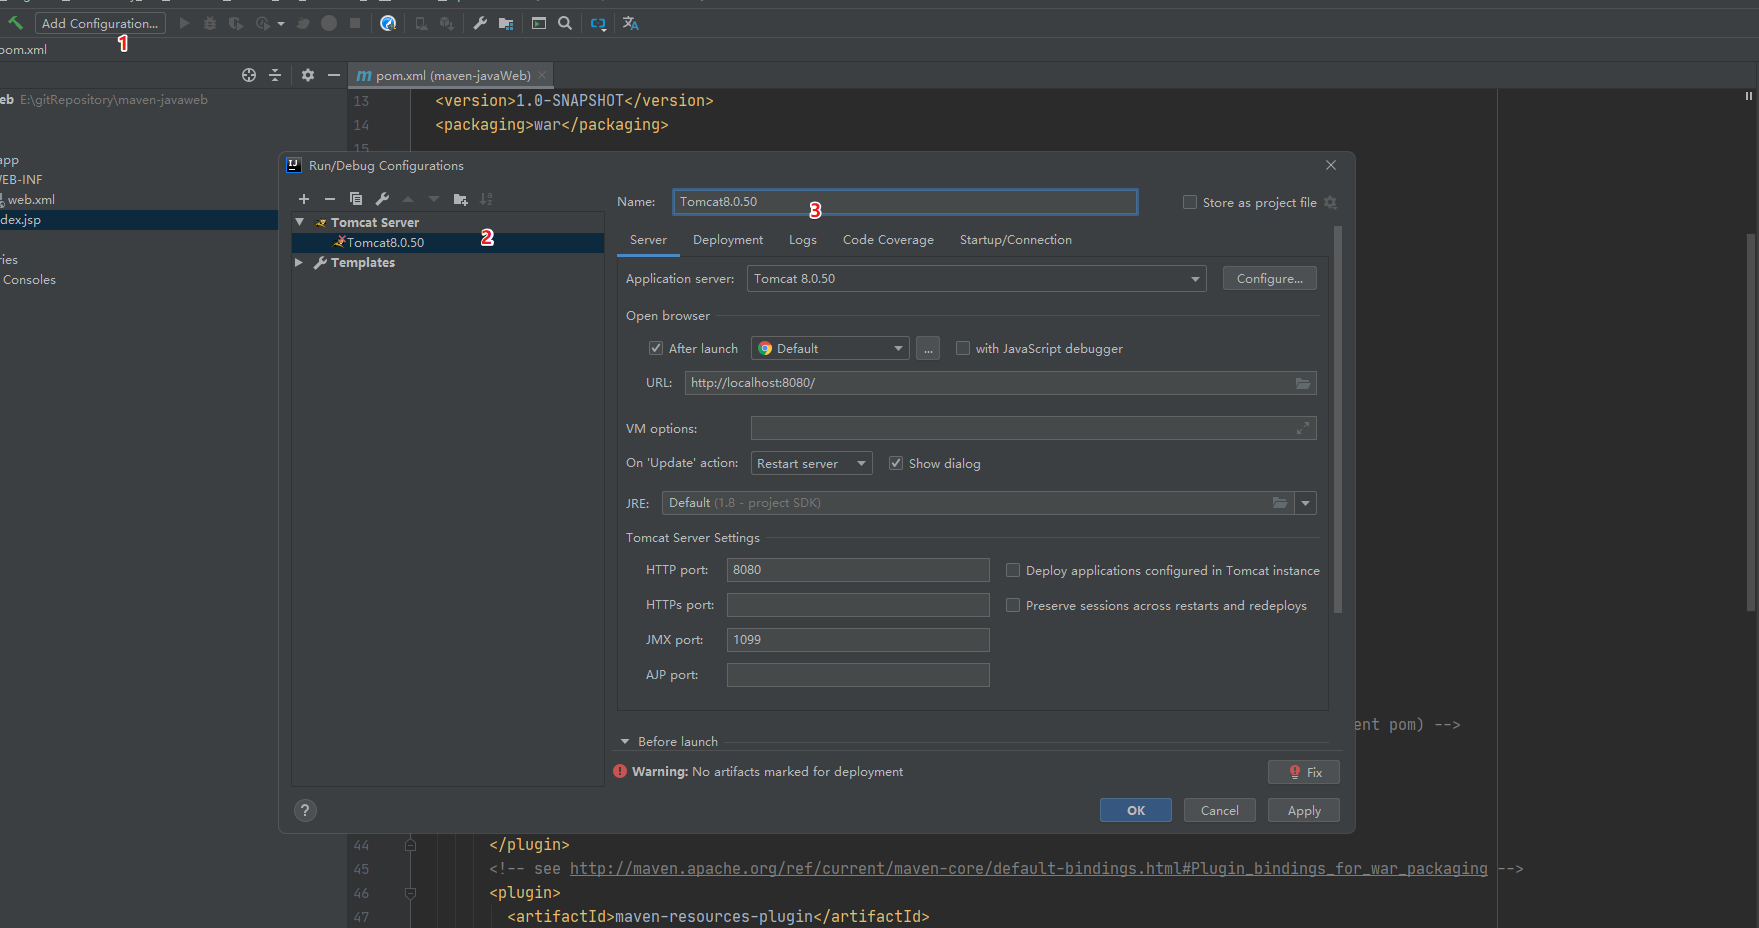 Add Configuration...
1
pom.xml
pom.xml (maven-javaWeb)
eb E:\gitRepository\maven-javaweb
app
EB-INF
web.xml
dex.jsp
ries
Consoles
13 <version>1.0-SNAPSHOT</version>
14 <packaging>war</packaging>
15
Run/Debug Configurations
Name: Tomcat8.0.50
3
Store as project file
Tomcat Server
Tomcat8.0.50
2
Templates
Server Deployment Logs Code Coverage Startup/Connection
Application server: Tomcat 8.0.50 Configure...
Open browser
After launch Default ... with JavaScript debugger
URL: http://localhost:8080/
VM options:
On 'Update' action: Restart server Show dialog
JRE: Default (1.8 - project SDK)
Tomcat Server Settings
HTTP port: 8080 Deploy applications configured in Tomcat instance
HTTPs port: Preserve sessions across restarts and redeploys
JMX port: 1099
AJP port:
ent pom) -->
Before launch
Warning: No artifacts marked for deployment
Fix
? OK Cancel Apply
44 </plugin>
45 <!-- see http://maven.apache.org/ref/current/maven-core/default-bindings.html#Plugin_bindings_for_war_packaging -->
46 <plugin>
47 <artifactId>maven-resources-plugin</artifactId>